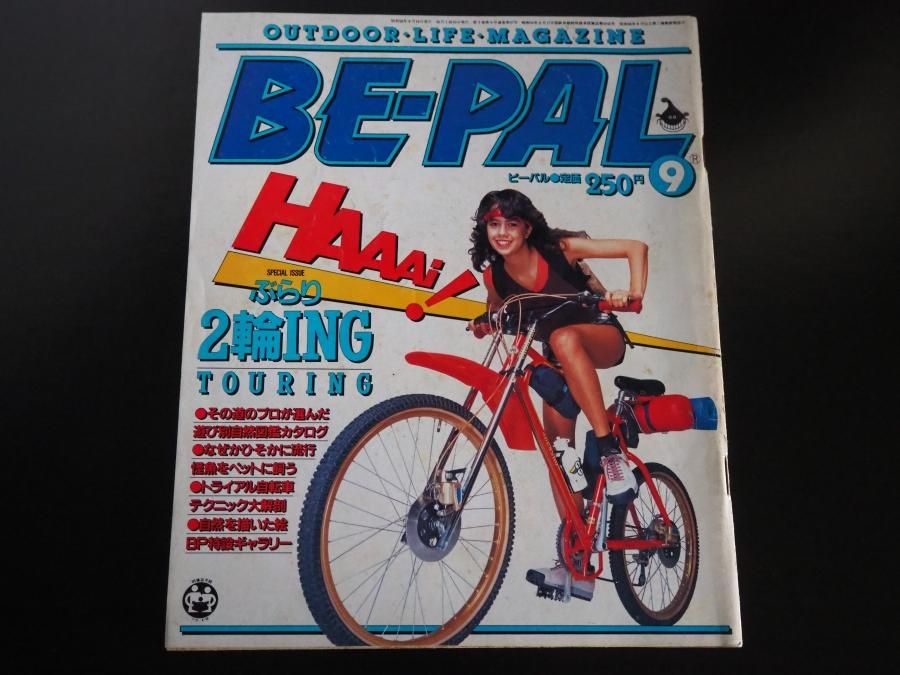 OUTDOOR・LIFE・MAGAZINE
BE-PAL
®
ビーパル●定価250円
9
HAAAi!
SPECIAL ISSUE
ぶらり
2輪ING
TOURING
●その道のプロが選んだ
遊び別自然図鑑カタログ
●なぜかひそかに流行
怪魚をペットに飼う
●トライアル自転車
テクニック大解剖
●自然を描いた絵
BP特設ギャラリー